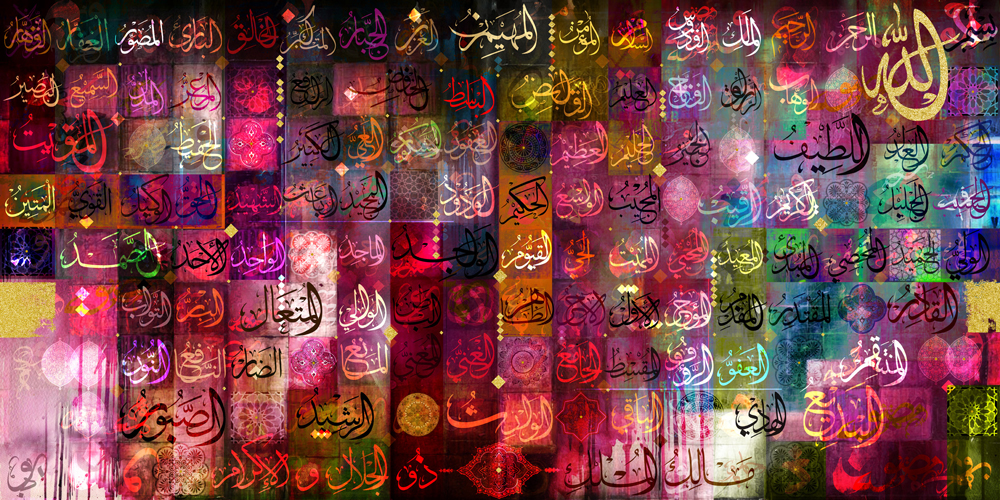 الله الرحمن الرحيم الملك القدوس السلام المؤمن المهيمن العزيز الجبار المتكبر الخالق البارئ المصور الغفار القهار
الوهاب الرزاق الفتاح العليم القابض الباسط الخافض الرافع المعز المذل السميع البصير
الحكم العدل اللطيف الخبير الحليم العظيم الغفور الشكور العلي الكبير الحفيظ المقيت
الحسيب الجليل الكريم الرقيب المجيب الواسع الحكيم الودود المجيد الباعث الشهيد الحق الوكيل القوي المتين
الولي الحميد المحصي المبدئ المعيد المحيي المميت الحي القيوم الواجد الماجد الواحد الاحد الصمد
القادر المقتدر المقدم المؤخر الاول الاخر الظاهر الباطن الوالي المتعال البر التواب
المنتقم العفو الرؤوف المقسط الجامع الغني المغني المانع الضار النافع النور
البديع الهادي الباقي الوارث الرشيد الصبور
مالك الملك ذو الجلال والإكرام